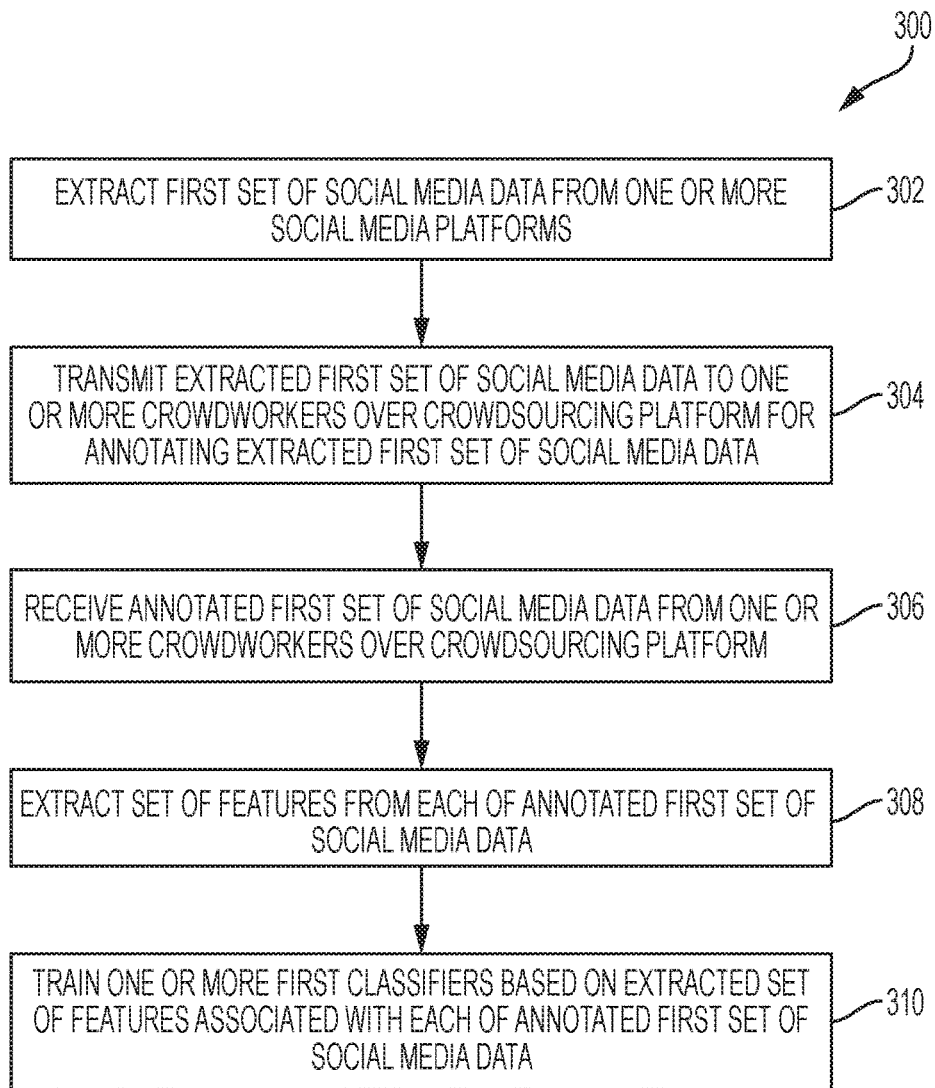 300
EXTRACT FIRST SET OF SOCIAL MEDIA DATA FROM ONE OR MORE
SOCIAL MEDIA PLATFORMS
302
TRANSMIT EXTRACTED FIRST SET OF SOCIAL MEDIA DATA TO ONE
OR MORE CROWDWORKERS OVER CROWDSOURCING PLATFORM FOR
ANNOTATING EXTRACTED FIRST SET OF SOCIAL MEDIA DATA
304
RECEIVE ANNOTATED FIRST SET OF SOCIAL MEDIA DATA FROM ONE OR
MORE CROWDWORKERS OVER CROWDSOURCING PLATFORM
306
EXTRACT SET OF FEATURES FROM EACH OF ANNOTATED FIRST SET OF
SOCIAL MEDIA DATA
308
TRAIN ONE OR MORE FIRST CLASSIFIERS BASED ON EXTRACTED SET
OF FEATURES ASSOCIATED WITH EACH OF ANNOTATED FIRST SET OF
SOCIAL MEDIA DATA
310